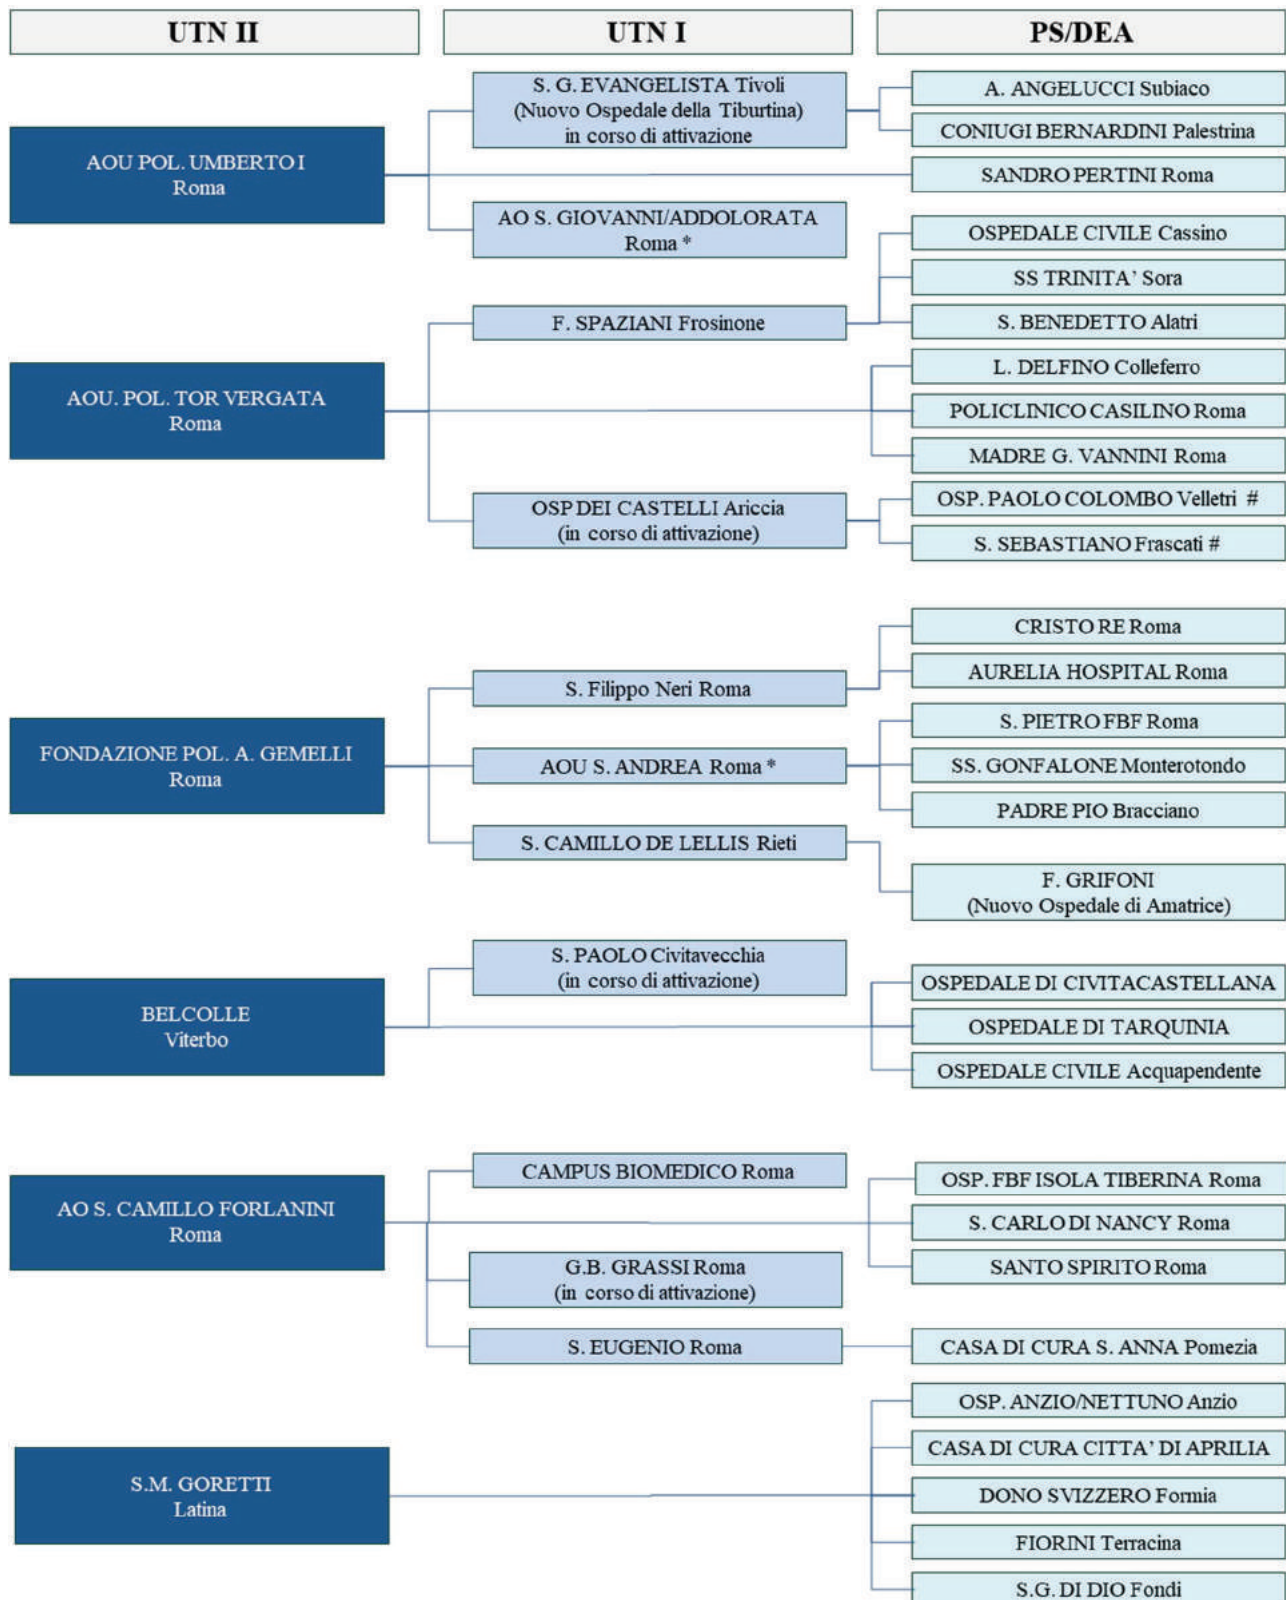 UTN II
UTN I
PS/DEA
AOU POL. UMBERTO I
Roma
S. G. EVANGELISTA Tivoli
(Nuovo Ospedale della Tiburtina)
in corso di attivazione
A. ANGELUCCI Subiaco
CONIUGI BERNARDINI Palestrina
SANDRO PERTINI Roma
AO S. GIOVANNI/ADDOLORATA
Roma *
AOU. POL. TOR VERGATA
Roma
F. SPAZIANI Frosinone
OSPEDALE CIVILE Cassino
SS TRINITA’ Sora
S. BENEDETTO Alatri
L. DELFINO Colleferro
POLICLINICO CASILINO Roma
MADRE G. VANNINI Roma
OSP DEI CASTELLI Ariccia
(in corso di attivazione)
OSP. PAOLO COLOMBO Velletri #
S. SEBASTIANO Frascati #
FONDAZIONE POL. A. GEMELLI
Roma
S. Filippo Neri Roma
CRISTO RE Roma
AURELIA HOSPITAL Roma
AOU S. ANDREA Roma *
S. PIETRO FBF Roma
SS. GONFALONE Monterotondo
PADRE PIO Bracciano
S. CAMILLO DE LELLIS Rieti
F. GRIFONI
(Nuovo Ospedale di Amatrice)
BELCOLLE
Viterbo
S. PAOLO Civitavecchia
(in corso di attivazione)
OSPEDALE DI CIVITACASTELLANA
OSPEDALE DI TARQUINIA
OSPEDALE CIVILE Acquapendente
AO S. CAMILLO FORLANINI
Roma
CAMPUS BIOMEDICO Roma
OSP. FBF ISOLA TIBERINA Roma
S. CARLO DI NANCY Roma
SANTO SPIRITO Roma
G.B. GRASSI Roma
(in corso di attivazione)
S. EUGENIO Roma
CASA DI CURA S. ANNA Pomezia
S.M. GORETTI
Latina
OSP. ANZIO/NETTUNO Anzio
CASA DI CURA CITTA’ DI APRILIA
DONO SVIZZERO Formia
FIORINI Terracina
S.G. DI DIO Fondi